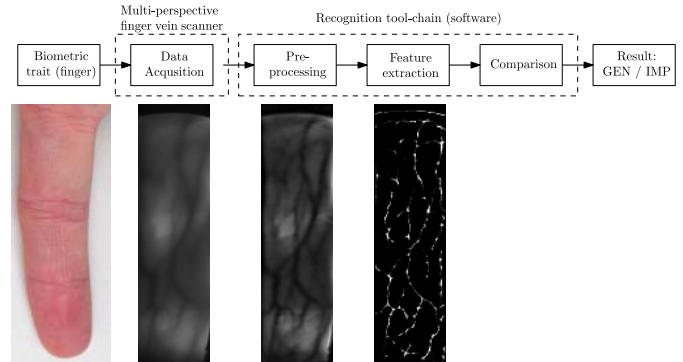 Multi-perspective
finger vein scanner
Recognition tool-chain (software)
Biometric
trait (finger)
Data
Acqusition
Pre-
processing
Feature
extraction
Comparison
Result:
GEN / IMP